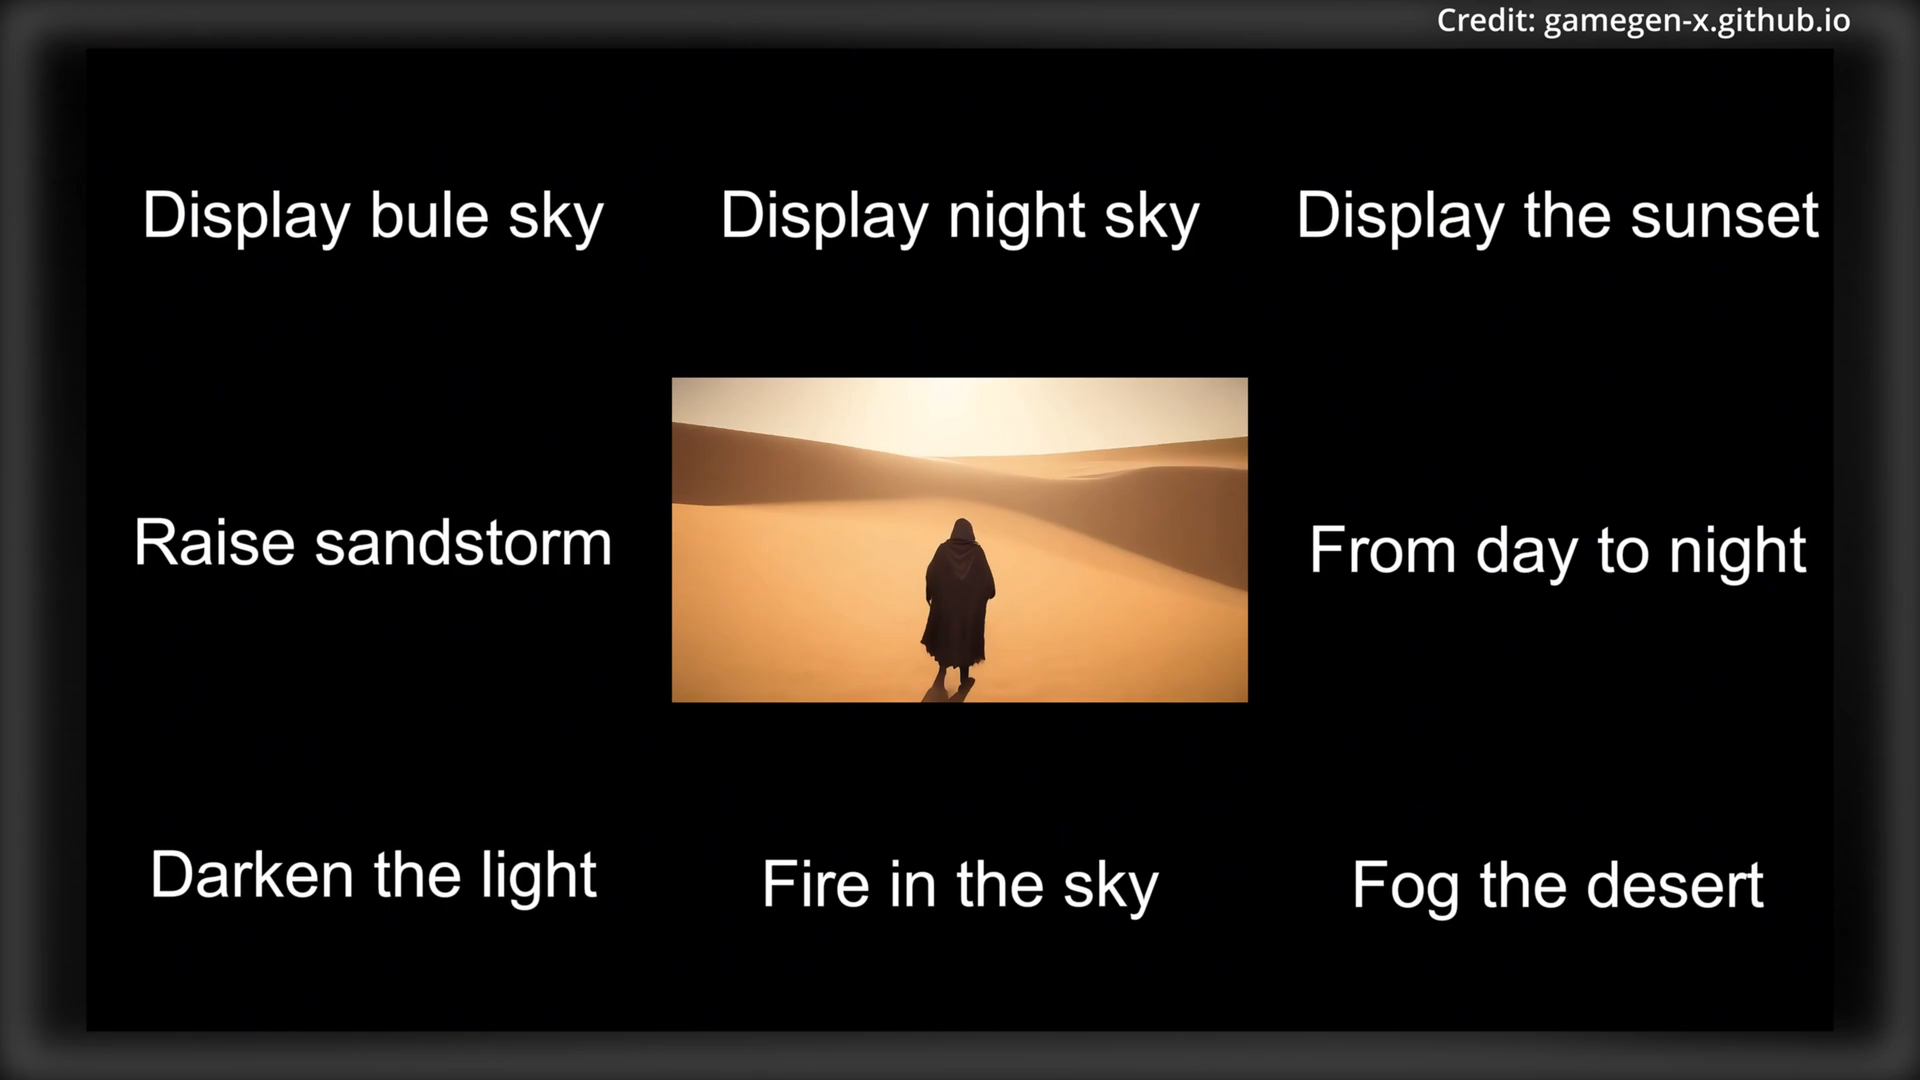 Credit: gamegen-x.github.io
Display bule sky
Display night sky
Display the sunset
Raise sandstorm
From day to night
Darken the light
Fire in the sky
Fog the desert